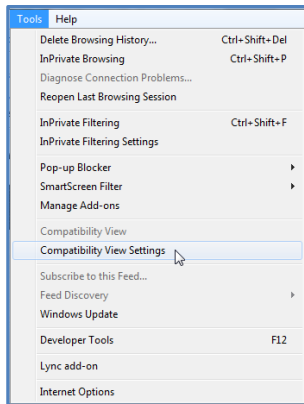 Tools Help
Delete Browsing History... Ctrl+Shift+Del
InPrivate Browsing Ctrl+Shift+P
Diagnose Connection Problems...
Reopen Last Browsing Session
InPrivate Filtering Ctrl+Shift+F
InPrivate Filtering Settings
Pop-up Blocker
SmartScreen Filter
Manage Add-ons
Compatibility View
Compatibility View Settings
Subscribe to this Feed...
Feed Discovery
Windows Update
Developer Tools F12
Lync add-on
Internet Options